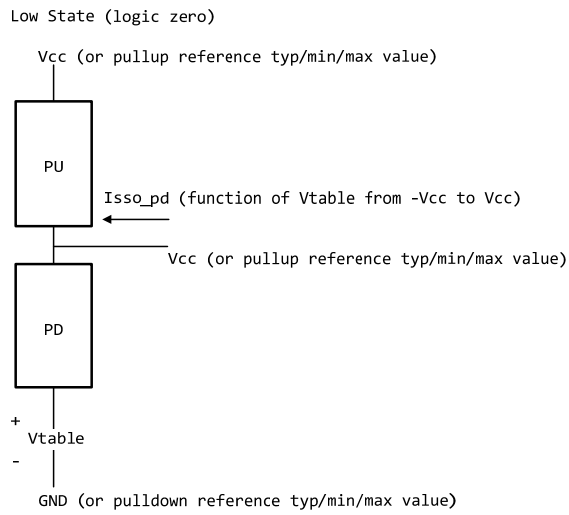 Low State (logic zero)
Vcc (or pullup reference typ/min/max value)
PU
Isso_pd (function of Vtable from -Vcc to Vcc)
Vcc (or pullup reference typ/min/max value)
PD
+
Vtable
-
GND (or pulldown reference typ/min/max value)